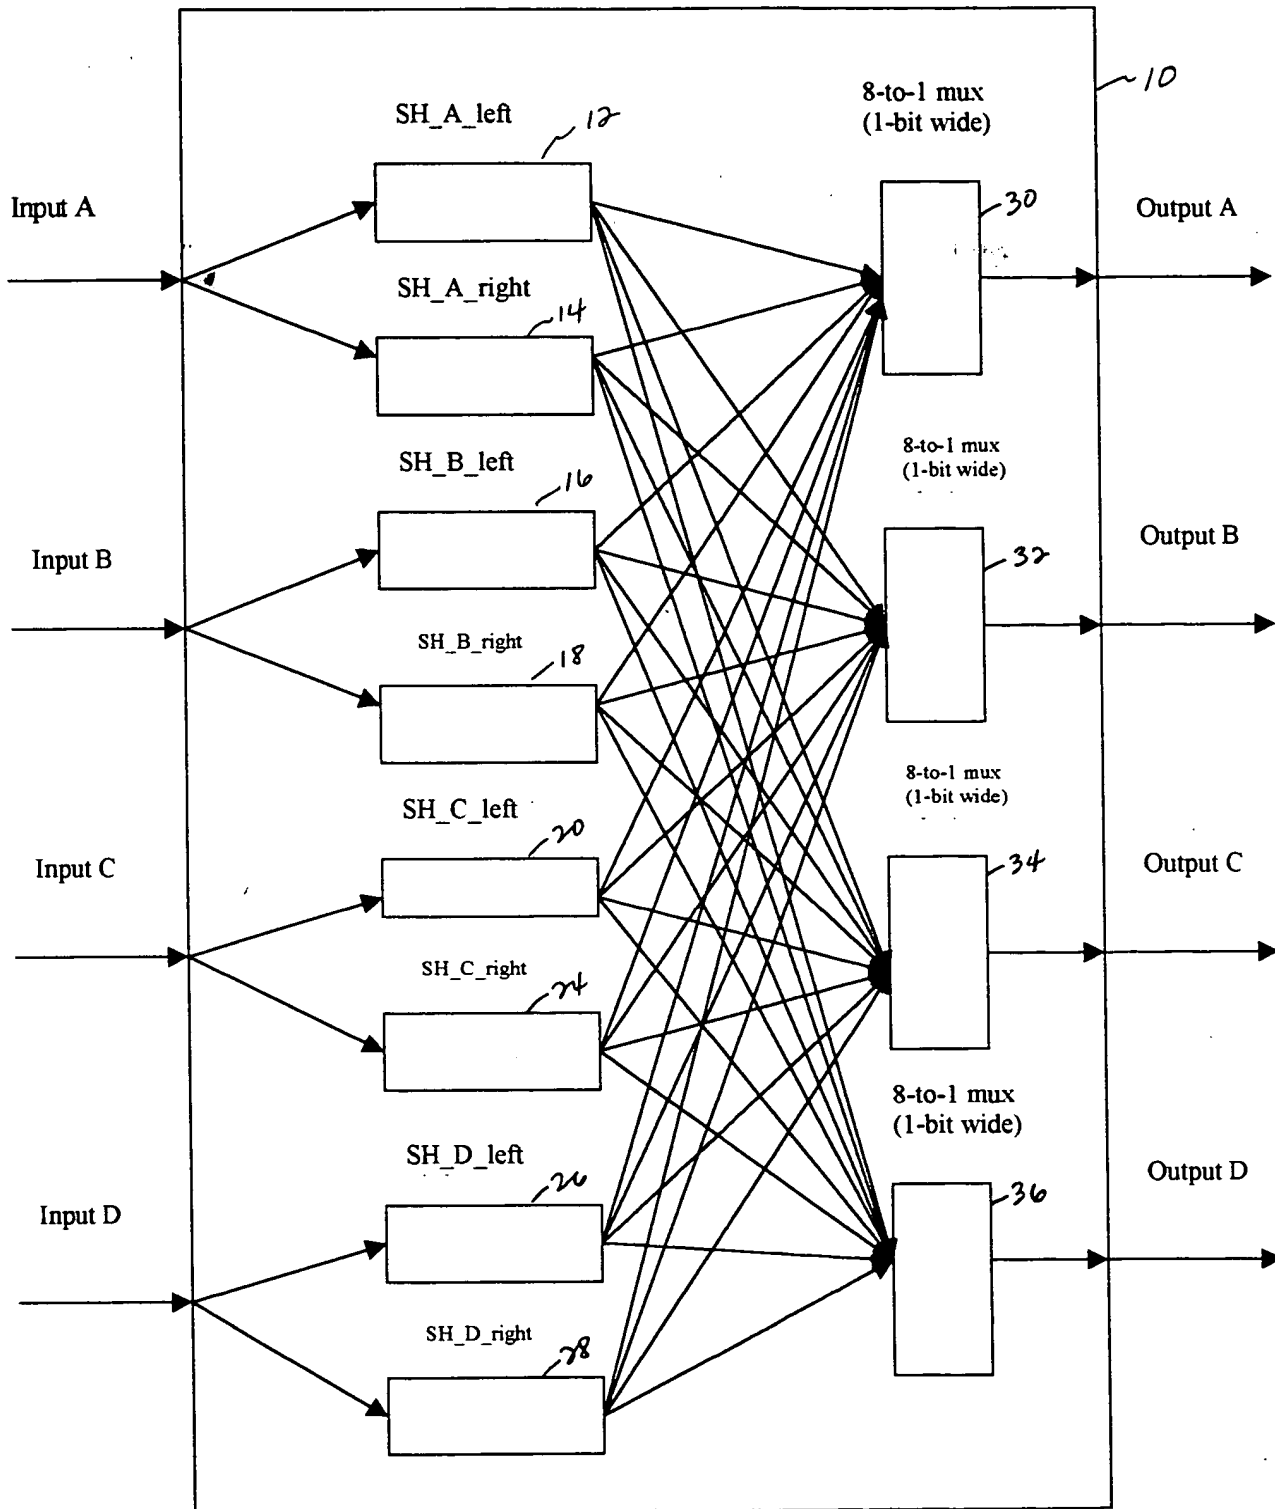 10
8-to-1 mux
(1-bit wide)
SH_A_left
12
Input A
30
Output A
SH_A_right
14
8-to-1 mux
(1-bit wide)
SH_B_left
16
Input B
32
Output B
SH_B_right
18
8-to-1 mux
(1-bit wide)
SH_C_left
20
Input C
34
Output C
SH_C_right
24
8-to-1 mux
(1-bit wide)
SH_D_left
26
Input D
36
Output D
SH_D_right
28